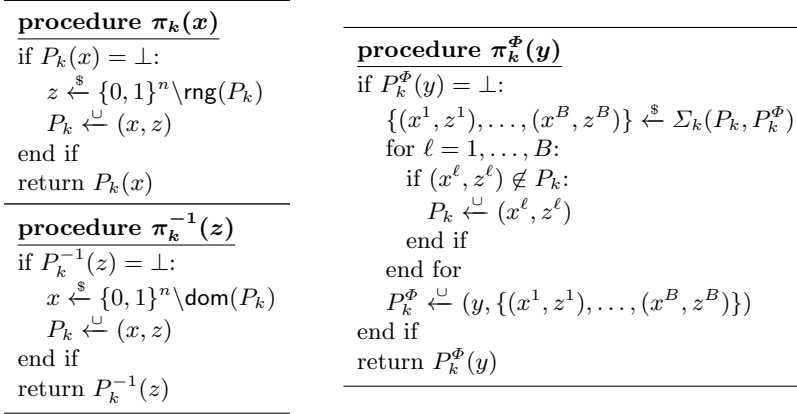 procedure π_k(x)
if P_k(x) = ⊥:
z ←$ {0, 1}^n\rng(P_k)
P_k ←∪ (x, z)
end if
return P_k(x)
procedure π_k^{-1}(z)
if P_k^{-1}(z) = ⊥:
x ←$ {0, 1}^n\dom(P_k)
P_k ←∪ (x, z)
end if
return P_k^{-1}(z)
procedure π_k^Φ(y)
if P_k^Φ(y) = ⊥:
{(x^1, z^1), . . . , (x^B, z^B)} ←$ Σ_k(P_k, P_k^Φ)
for ℓ = 1, . . . , B:
if (x^ℓ, z^ℓ) ∉ P_k:
P_k ←∪ (x^ℓ, z^ℓ)
end if
end for
P_k^Φ ←∪ (y, {(x^1, z^1), . . . , (x^B, z^B)})
end if
return P_k^Φ(y)